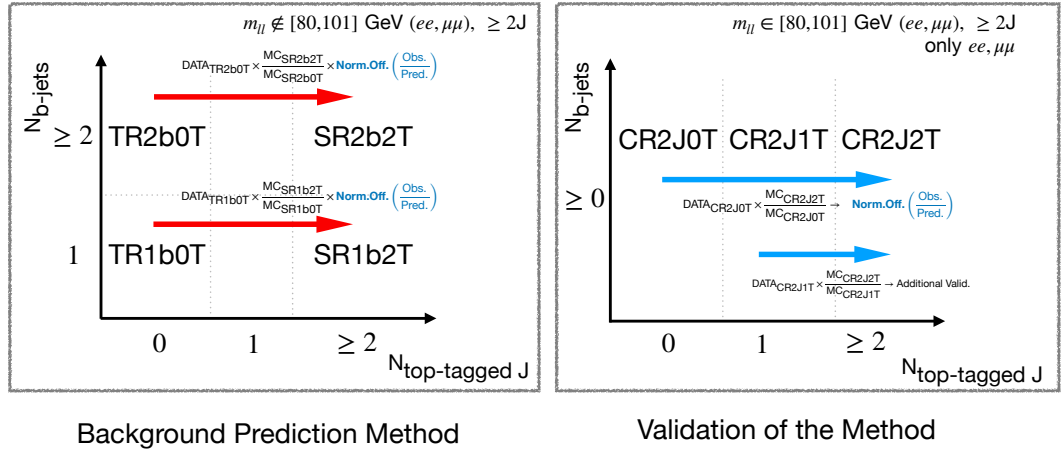 m_ll ∉ [80,101] GeV (ee, μμ), ≥ 2J
N_b-jets
DATA_TR2b0T × MC_SR2b2T / MC_SR2b0T × Norm.Off. (Obs. / Pred.)
≥ 2
TR2b0T SR2b2T
DATA_TR1b0T × MC_SR1b2T / MC_SR1b0T × Norm.Off. (Obs. / Pred.)
1
TR1b0T SR1b2T
0 1 ≥ 2
N_top-tagged J
Background Prediction Method
m_ll ∈ [80,101] GeV (ee, μμ), ≥ 2J
only ee, μμ
N_b-jets
CR2J0T CR2J1T CR2J2T
≥ 0
DATA_CR2J0T × MC_CR2J2T / MC_CR2J0T → Norm.Off. (Obs. / Pred.)
DATA_CR2J1T × MC_CR2J2T / MC_CR2J1T → Additional Valid.
0 1 ≥ 2
N_top-tagged J
Validation of the Method